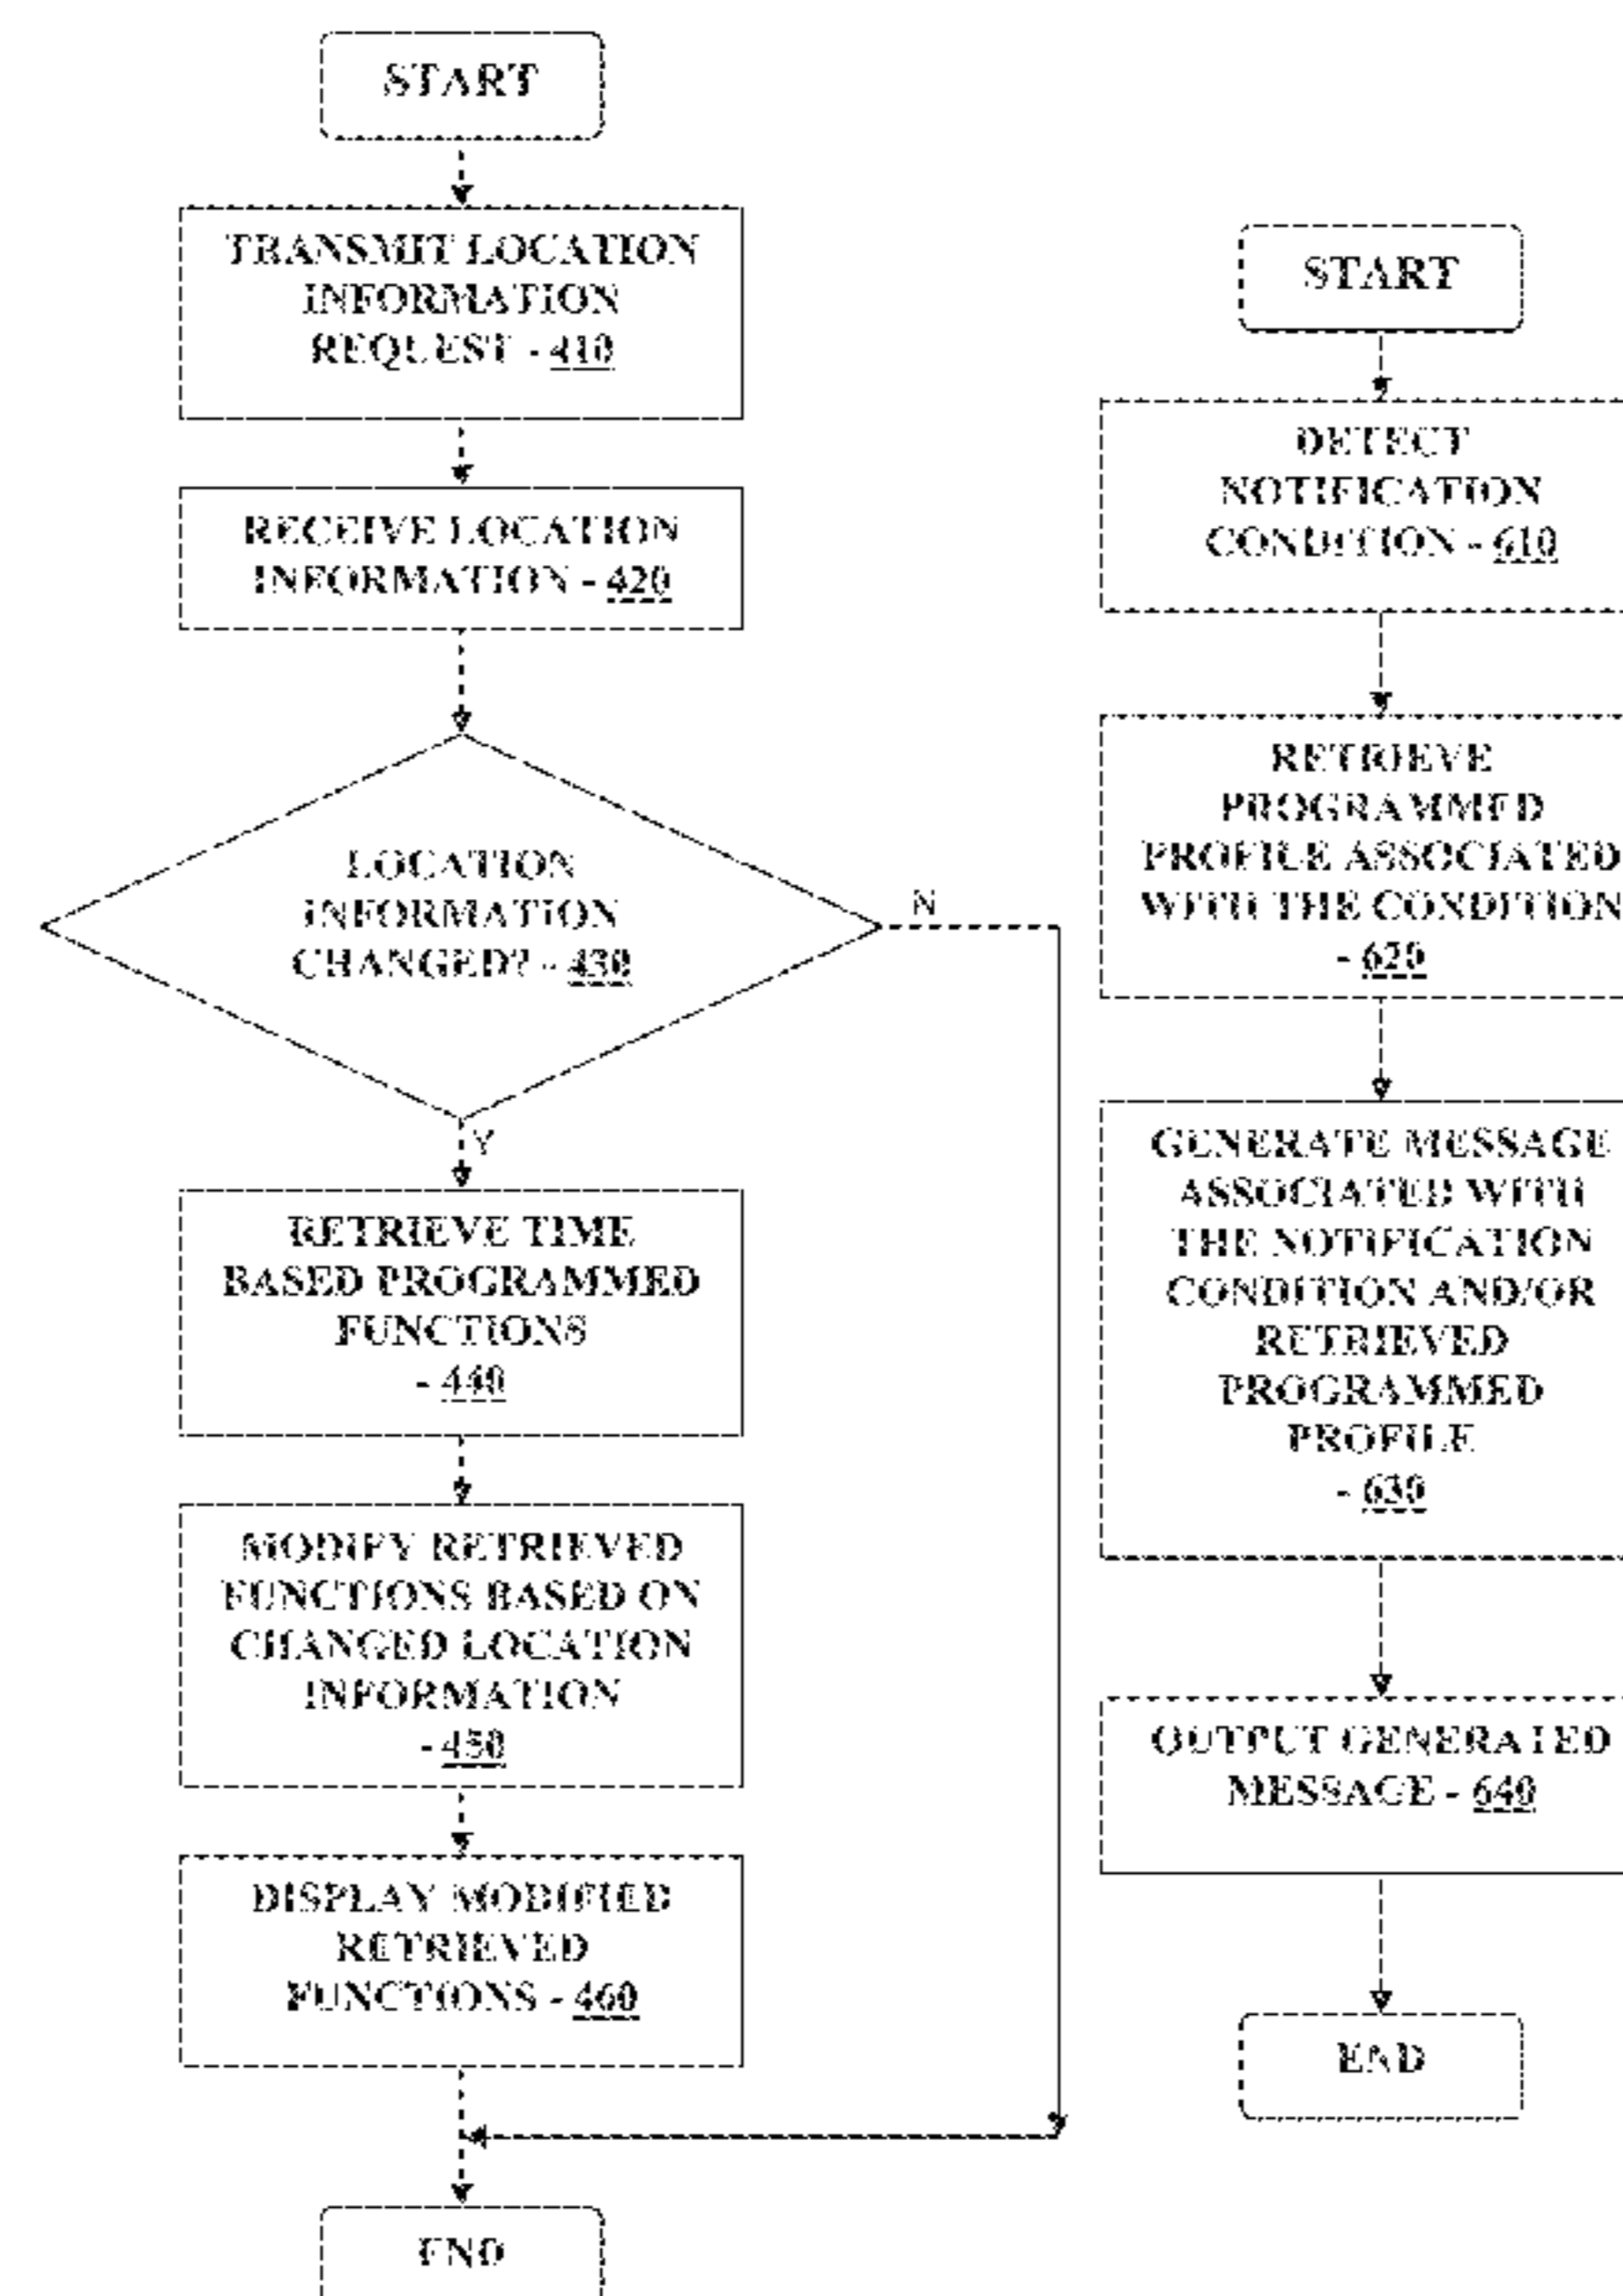 START
TRANSMIT LOCATION
INFORMATION
REQUEST - 410
RECEIVE LOCATION
INFORMATION - 420
LOCATION
INFORMATION
CHANGED? - 430
N
Y
RETRIEVE TIME
BASED PROGRAMMED
FUNCTIONS
- 440
MODIFY RETRIEVED
FUNCTIONS BASED ON
CHANGED LOCATION
INFORMATION
- 450
DISPLAY MODIFIED
RETRIEVED
FUNCTIONS - 460
END
START
DETECT
NOTIFICATION
CONDITION - 610
RETRIEVE
PROGRAMMED
PROFILE ASSOCIATED
WITH THE CONDITION
- 620
GENERATE MESSAGE
ASSOCIATED WITH
THE NOTIFICATION
CONDITION AND/OR
RETRIEVED
PROGRAMMED
PROFILE
- 630
OUTPUT GENERATED
MESSAGE - 640
END